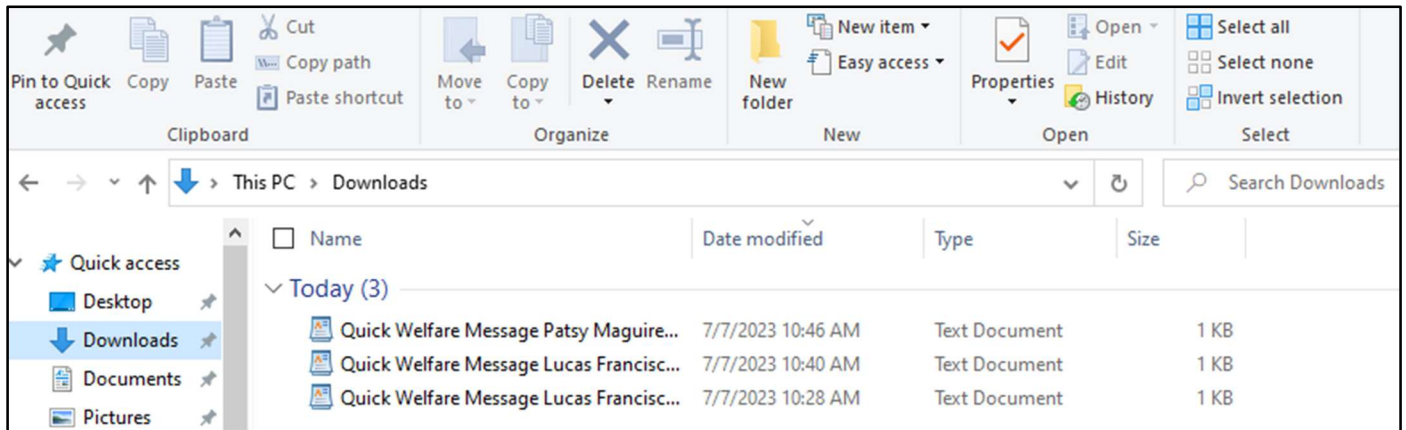 Pin to Quick access
Copy
Paste
Cut
Copy path
Paste shortcut
Clipboard
Move to
Copy to
Delete
Rename
Organize
New folder
New item
Easy access
New
Properties
Open
Edit
History
Open
Select all
Select none
Invert selection
Select
This PC > Downloads
Search Downloads
Name Date modified Type Size
Quick access
Desktop
Downloads
Documents
Pictures
Today (3)
Quick Welfare Message Patsy Maguire... 7/7/2023 10:46 AM Text Document 1 KB
Quick Welfare Message Lucas Francisc... 7/7/2023 10:40 AM Text Document 1 KB
Quick Welfare Message Lucas Francisc... 7/7/2023 10:28 AM Text Document 1 KB